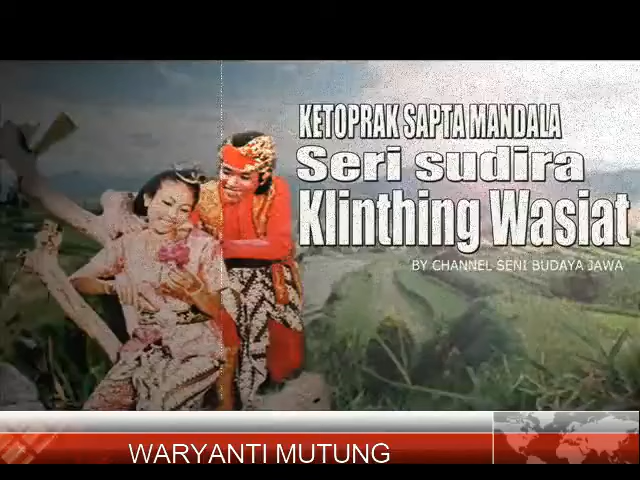 KETOPRAK SAPTA MANDALA
Seri sudira
Klinthing Wasiat
BY CHANNEL SENI BUDAYA JAWA
WARYANTI MUTUNG